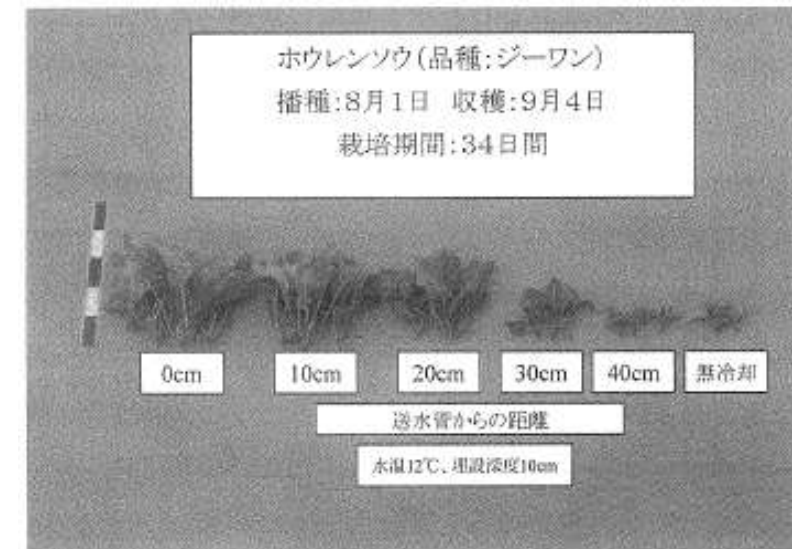 ホウレンソウ(品種:ジーワン)
播種:8月1日 収穫:9月4日
栽培期間:34日間
0cm
10cm
20cm
30cm
40cm
無冷却
送水管からの距離
水温12℃、埋設深度10cm